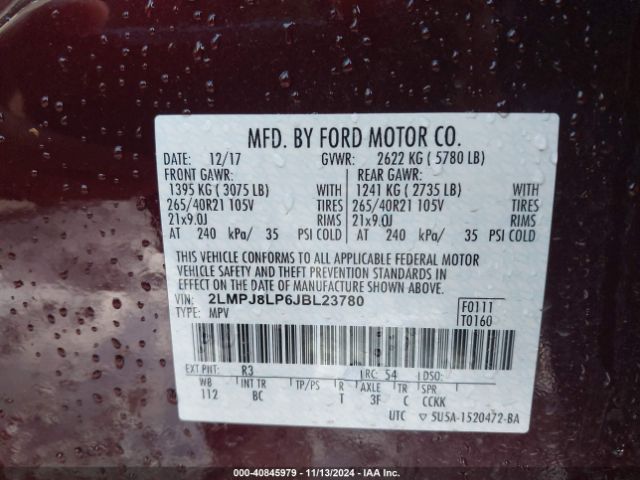 MFD. BY FORD MOTOR CO.
DATE: 12/17 GVWR: 2622 KG ( 5780 LB)
FRONT GAWR: REAR GAWR:
1395 KG ( 3075 LB) WITH 1241 KG ( 2735 LB) WITH
265/40R21 105V TIRES 265/40R21 105V TIRES
21x9.0J RIMS 21x9.0J RIMS
AT 240 kPa/ 35 PSI COLD AT 240 kPa/ 35 PSI COLD
THIS VEHICLE CONFORMS TO ALL APPLICABLE FEDERAL MOTOR
VEHICLE SAFETY AND THEFT PREVENTION STANDARDS IN
EFFECT ON THE DATE OF MANUFACTURE SHOWN ABOVE.
VIN: 2LMPJ8LP6JBL23780 F0111
TYPE: MPV T0160
EXT PNT: R3 RC: 54 DSO:
WB INT TR TP/PS R AXLE TR SPR
112 BC T 3F C CCKK
UTC 5U5A-1520472-BA
000-40845979 - 11/13/2024 - IAA Inc.